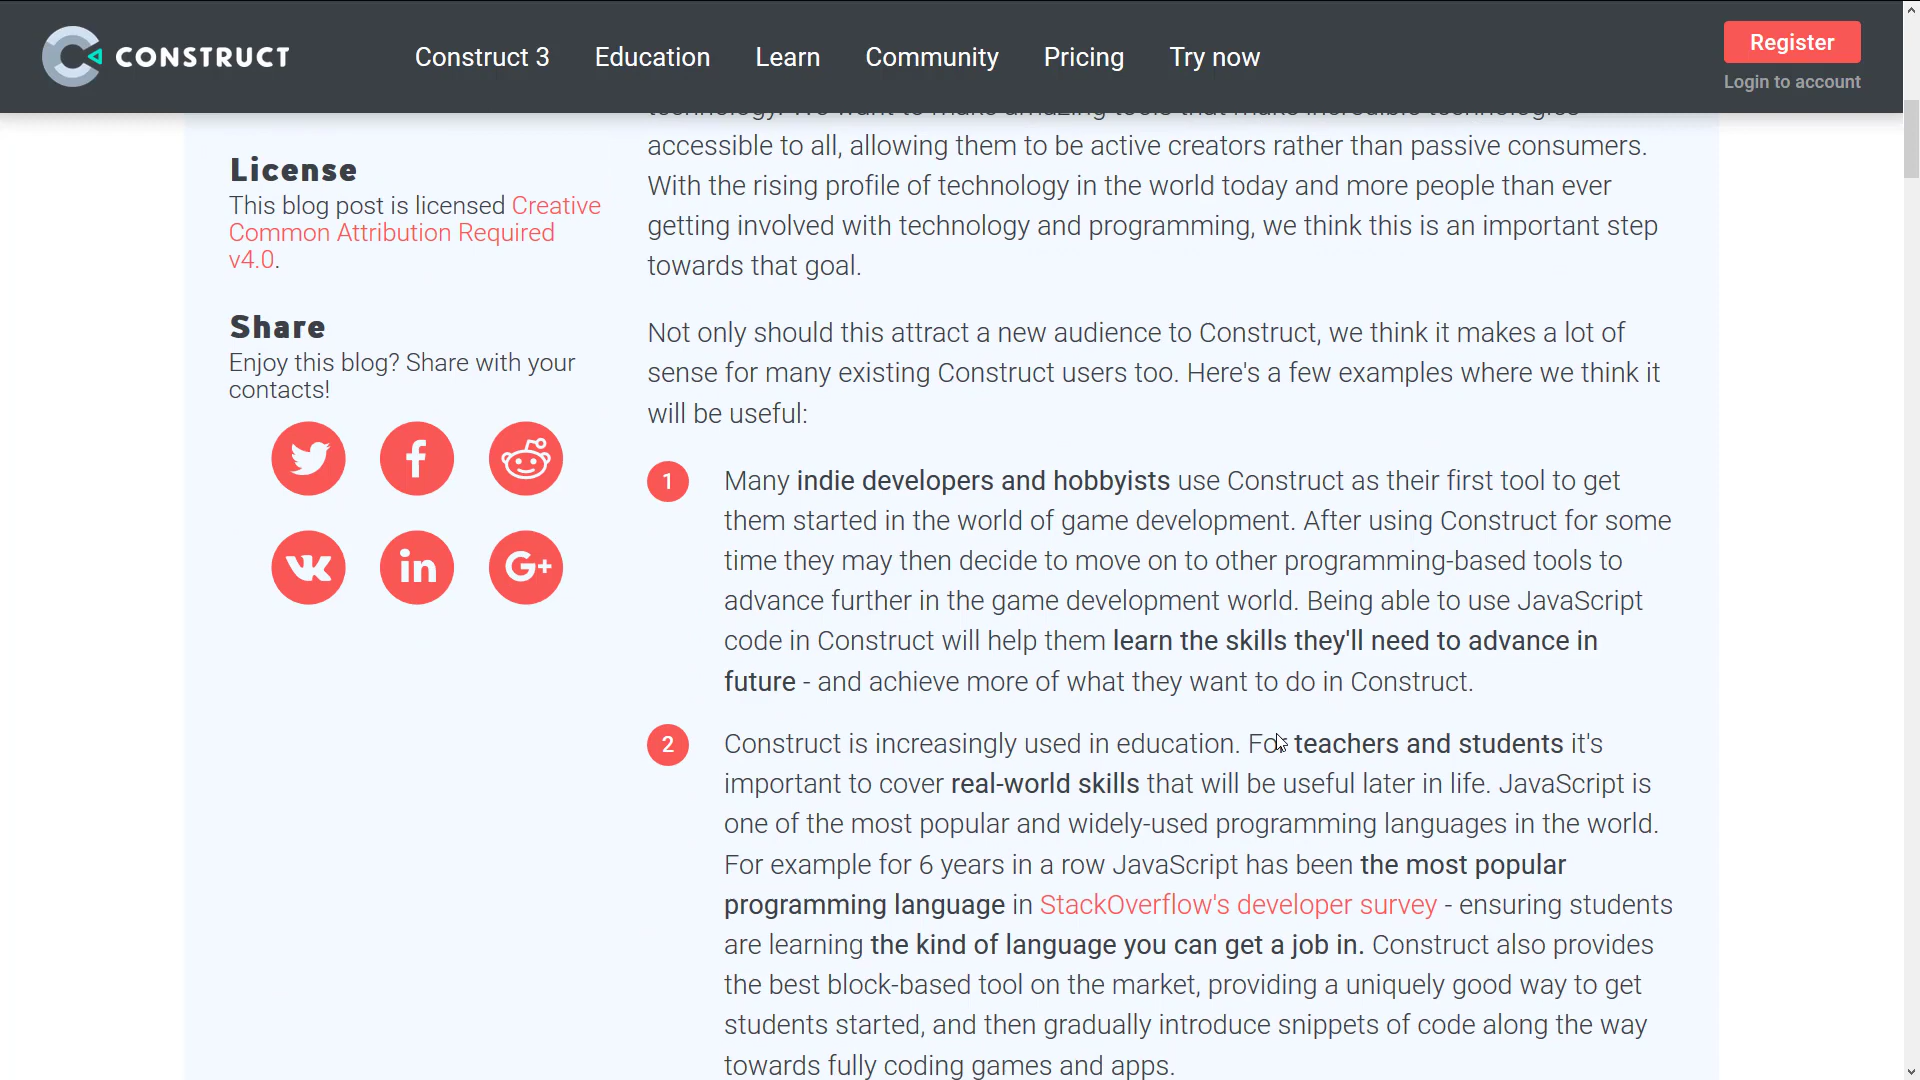 CONSTRUCT
Construct 3
Education
Learn
Community
Pricing
Try now
Register
Login to account
License
This blog post is licensed Creative
Common Attribution Required
v4.0.
Share
Enjoy this blog? Share with your
contacts!
technology. We want to make amazing tools that make incredible technologies
accessible to all, allowing them to be active creators rather than passive consumers.
With the rising profile of technology in the world today and more people than ever
getting involved with technology and programming, we think this is an important step
towards that goal.
Not only should this attract a new audience to Construct, we think it makes a lot of
sense for many existing Construct users too. Here's a few examples where we think it
will be useful:
1
Many indie developers and hobbyists use Construct as their first tool to get
them started in the world of game development. After using Construct for some
time they may then decide to move on to other programming-based tools to
advance further in the game development world. Being able to use JavaScript
code in Construct will help them learn the skills they'll need to advance in
future - and achieve more of what they want to do in Construct.
2
Construct is increasingly used in education. For teachers and students it's
important to cover real-world skills that will be useful later in life. JavaScript is
one of the most popular and widely-used programming languages in the world.
For example for 6 years in a row JavaScript has been the most popular
programming language in StackOverflow's developer survey - ensuring students
are learning the kind of language you can get a job in. Construct also provides
the best block-based tool on the market, providing a uniquely good way to get
students started, and then gradually introduce snippets of code along the way
towards fully coding games and apps.